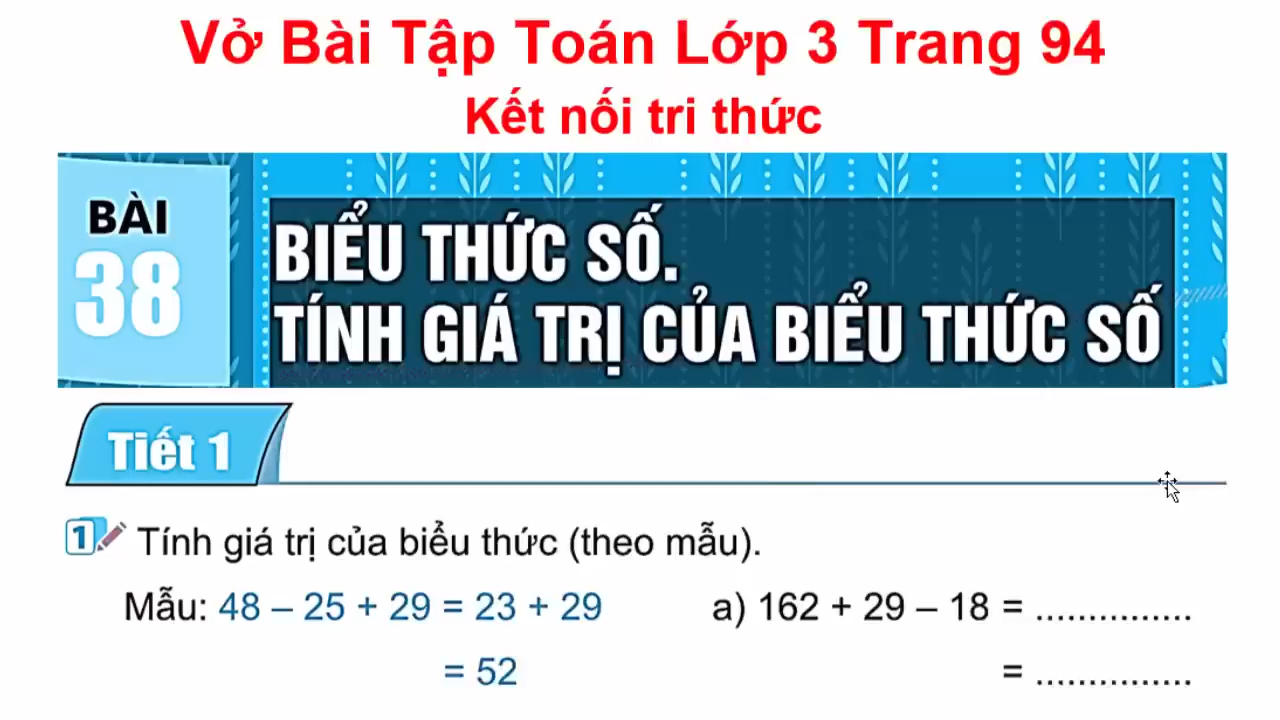 Vở Bài Tập Toán Lớp 3 Trang 94
Kết nối tri thức
BÀI
38
BIỂU THỨC SỐ.
TÍNH GIÁ TRỊ CỦA BIỂU THỨC SỐ
Tiết 1
1 Tính giá trị của biểu thức (theo mẫu).
Mẫu: 48 – 25 + 29 = 23 + 29
= 52
a) 162 + 29 – 18 = ...............
= ...............